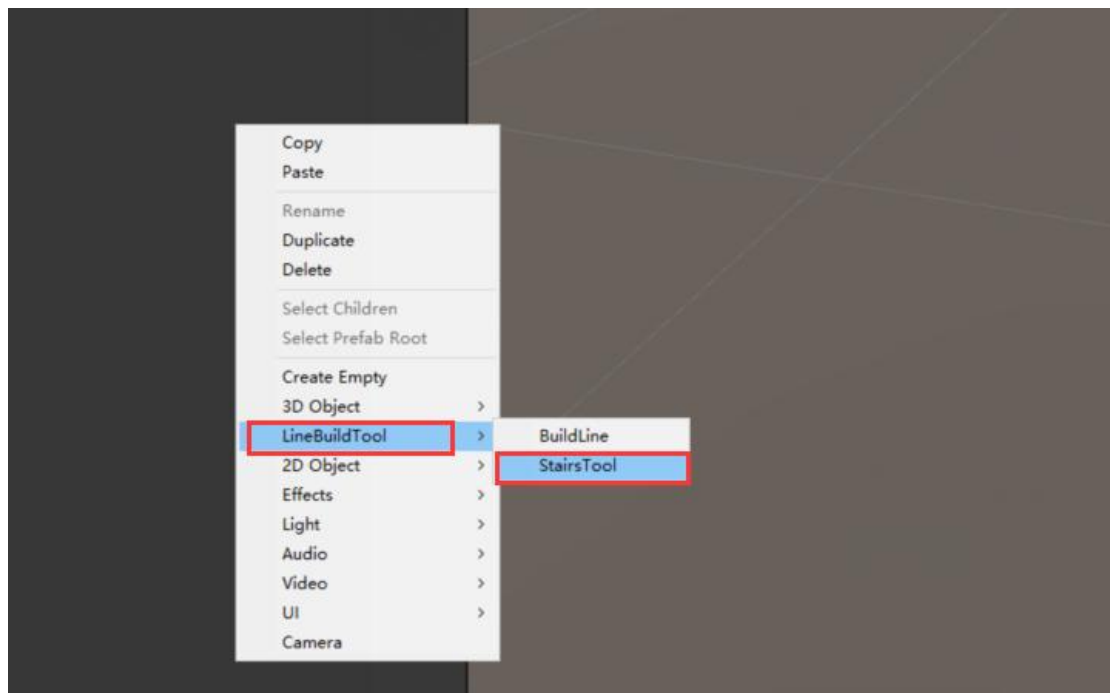 Copy
Paste
Rename
Duplicate
Delete
Select Children
Select Prefab Root
Create Empty
3D Object
LineBuildTool
2D Object
Effects
Light
Audio
Video
UI
Camera
BuildLine
StairsTool